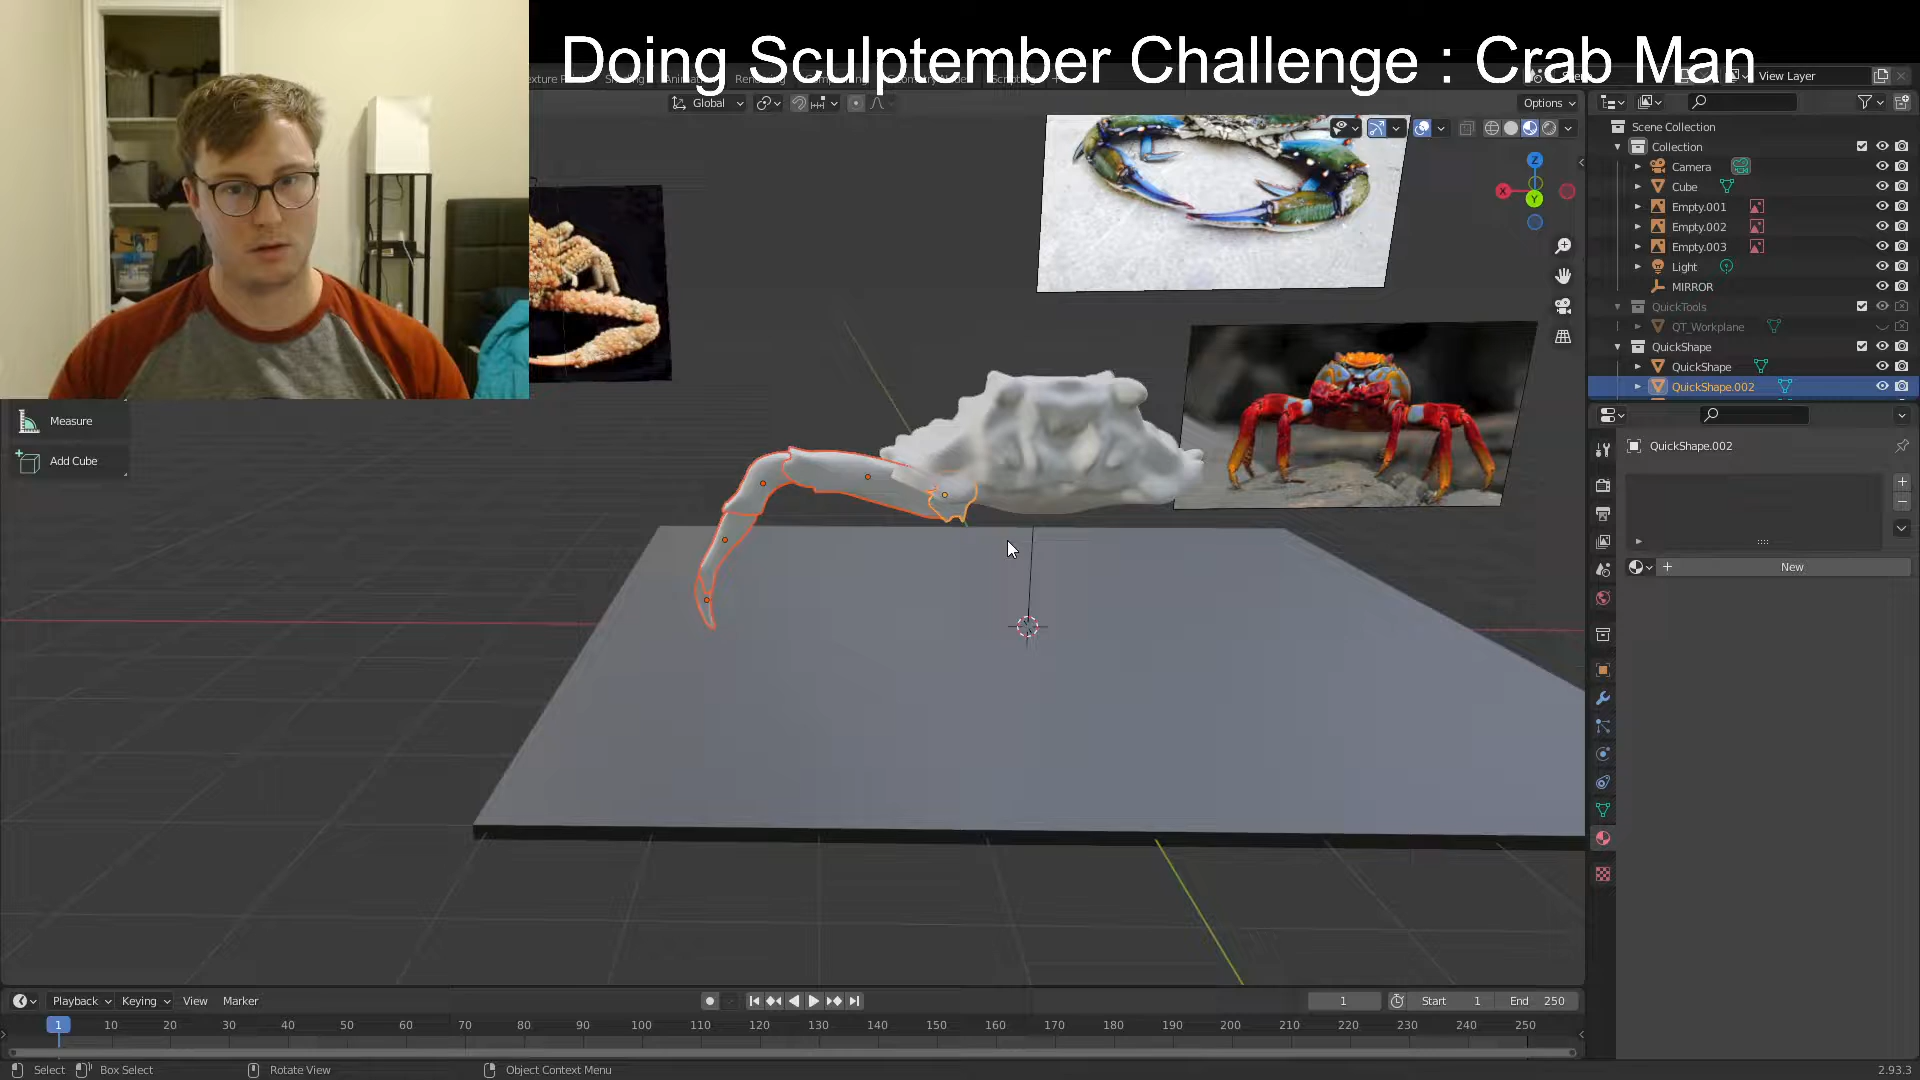 Doing Sculptember Challenge : Crab Man
View Layer
Global
Options
Scene Collection
Collection
Camera
Cube
Empty.001
Empty.002
Empty.003
Light
MIRROR
QuickTools
QT_Workplane
QuickShape
QuickShape
QuickShape.002
Measure
Add Cube
QuickShape.002
New
X
Y
Z
Playback
Keying
View
Marker
1
Start 1
End 250
1 10 20 30 40 50 60 70 80 90 100 110 120 130 140 150 160 170 180 190 200 210 220 230 240 250
Select
Box Select
Rotate View
Object Context Menu
2.93.3